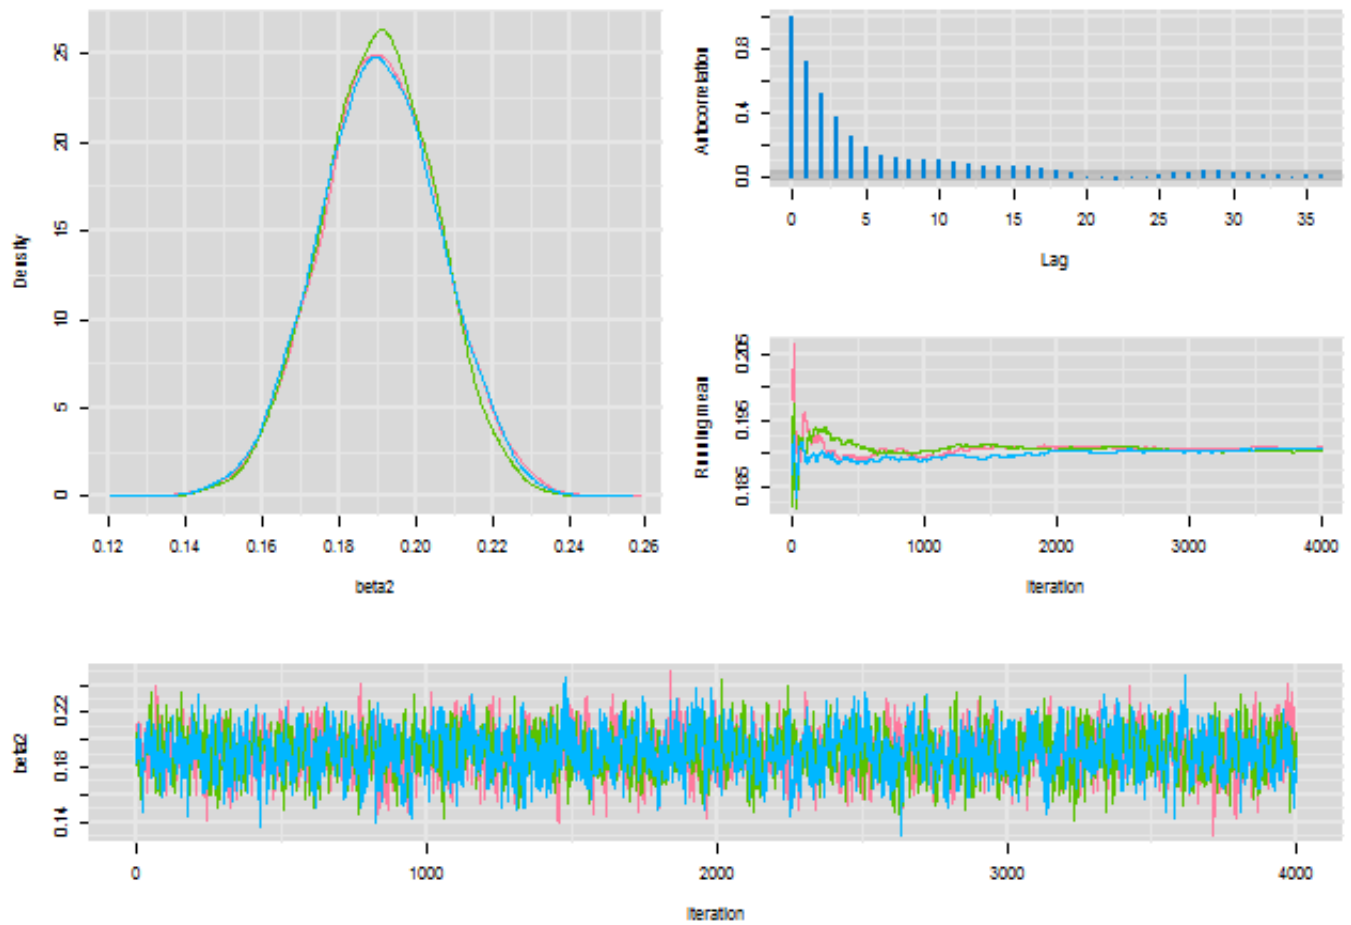 Density
25
20
15
10
5
0
0.12 0.14 0.16 0.18 0.20 0.22 0.24 0.26
beta2
Autocorrelation
0.8
0.4
0.0
0 5 10 15 20 25 30 35
Lag
Running mean
0.205
0.195
0.185
0 1000 2000 3000 4000
Iteration
beta2
0.22
0.18
0.14
0 1000 2000 3000 4000
Iteration